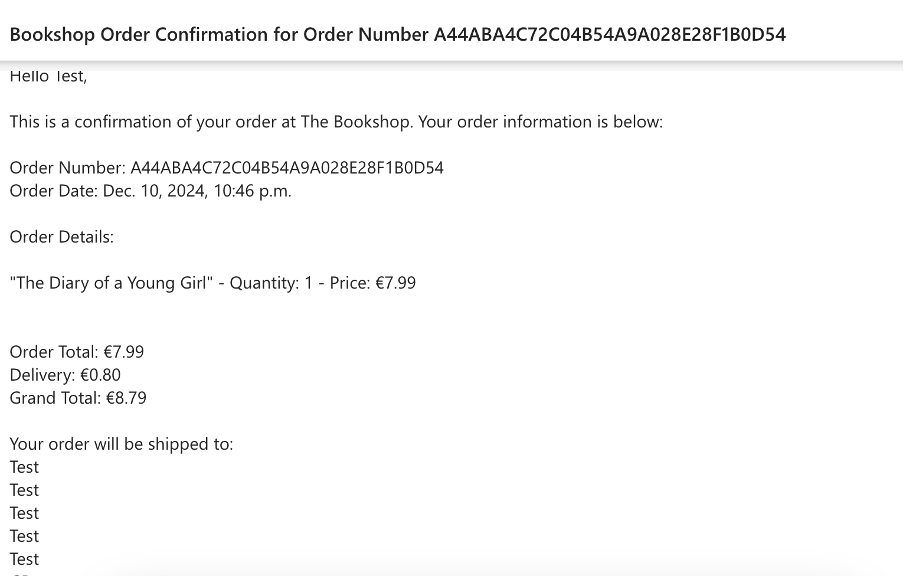 Bookshop Order Confirmation for Order Number A44ABA4C72C04B54A9A028E28F1B0D54
Hello Test,
This is a confirmation of your order at The Bookshop. Your order information is below:
Order Number: A44ABA4C72C04B54A9A028E28F1B0D54
Order Date: Dec. 10, 2024, 10:46 p.m.
Order Details:
"The Diary of a Young Girl" - Quantity: 1 - Price: €7.99
Order Total: €7.99
Delivery: €0.80
Grand Total: €8.79
Your order will be shipped to:
Test
Test
Test
Test
Test